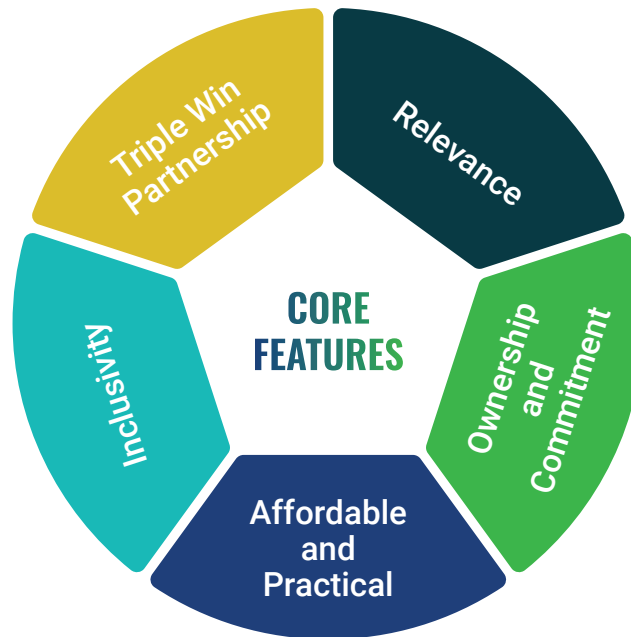 CORE
FEATURES
Relevance
Ownership
and
Commitment
Affordable
and
Practical
Inclusivity
Triple Win
Partnership